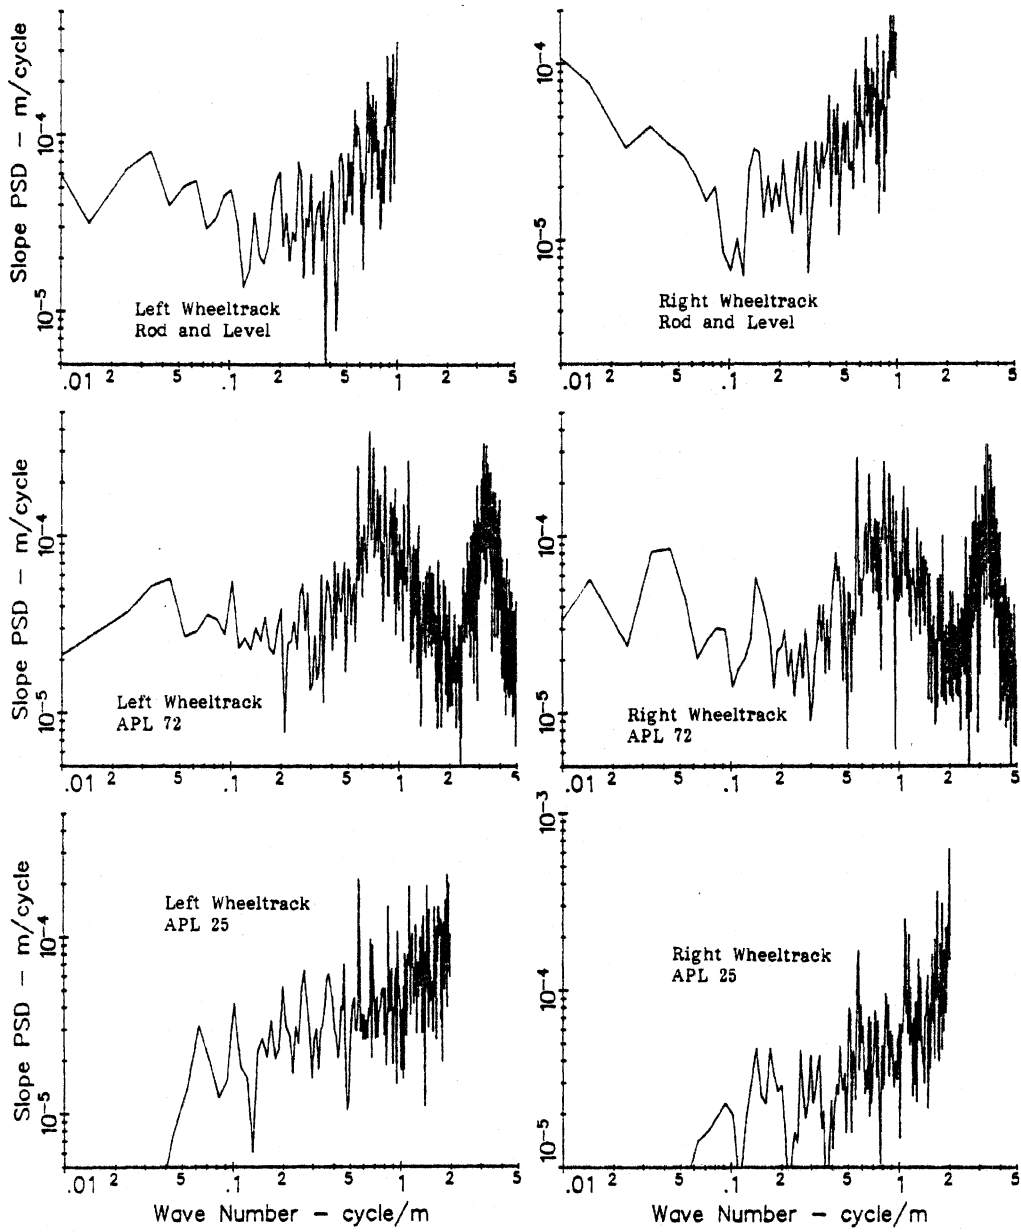 Slope PSD - m/cycle
10-4
10-5
Left Wheeltrack
Rod and Level
.01 2 5 .1 2 5 1 2 5
10-4
10-5
Right Wheeltrack
Rod and Level
.01 2 5 .1 2 5 1 2 5
Slope PSD - m/cycle
10-4
10-5
Left Wheeltrack
APL 72
.01 2 5 .1 2 5 1 2 5
10-4
10-5
Right Wheeltrack
APL 72
.01 2 5 .1 2 5 1 2 5
Slope PSD - m/cycle
10-4
10-5
Left Wheeltrack
APL 25
.01 2 5 .1 2 5 1 2 5
Wave Number - cycle/m
10-3
10-4
10-5
Right Wheeltrack
APL 25
.01 2 5 .1 2 5 1 2 5
Wave Number - cycle/m